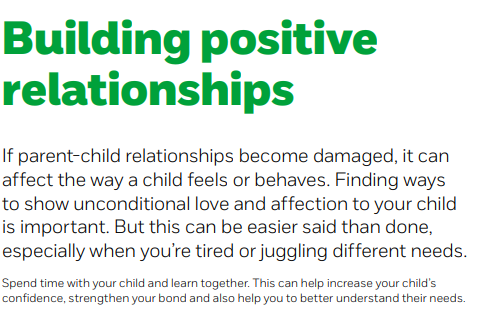 Building positive
relationships
If parent-child relationships become damaged, it can
affect the way a child feels or behaves. Finding ways
to show unconditional love and affection to your child
is important. But this can be easier said than done,
especially when you’re tired or juggling different needs.
Spend time with your child and learn together. This can help increase your child’s
confidence, strengthen your bond and also help you to better understand their needs.